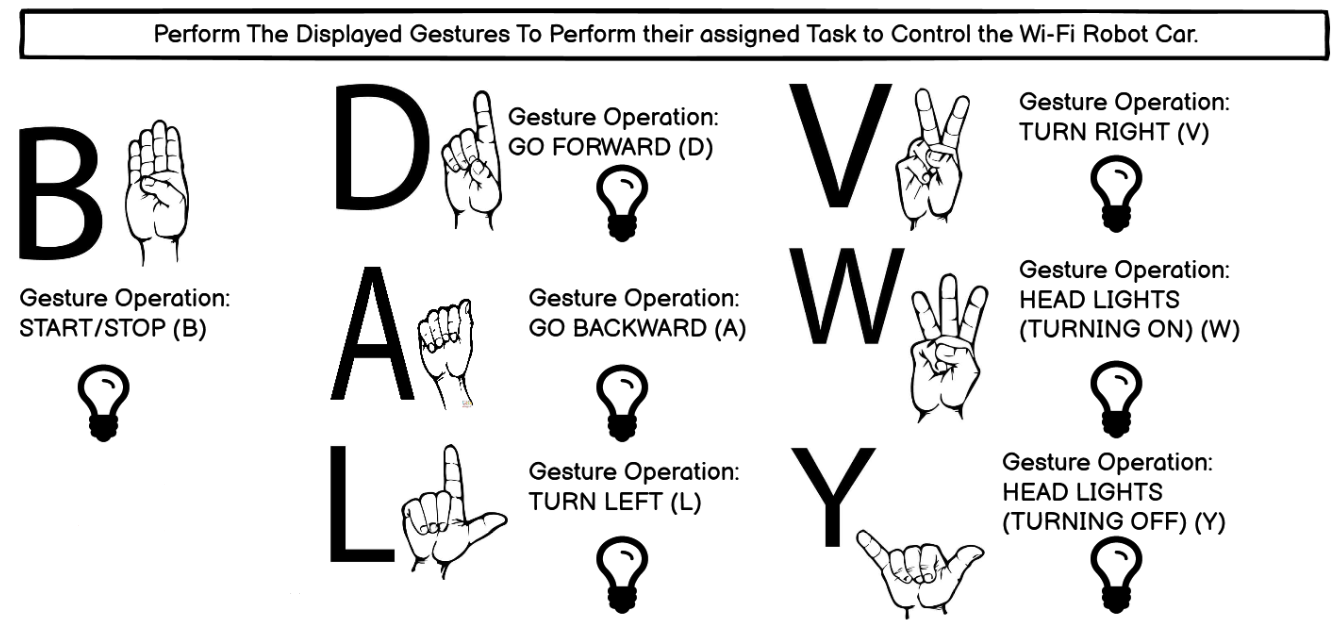 Perform The Displayed Gestures To Perform their assigned Task to Control the Wi-Fi Robot Car.
B
Gesture Operation:
START/STOP (B)
D
Gesture Operation:
GO FORWARD (D)
A
Gesture Operation:
GO BACKWARD (A)
L
Gesture Operation:
TURN LEFT (L)
V
Gesture Operation:
TURN RIGHT (V)
W
Gesture Operation:
HEAD LIGHTS
(TURNING ON) (W)
Y
Gesture Operation:
HEAD LIGHTS
(TURNING OFF) (Y)